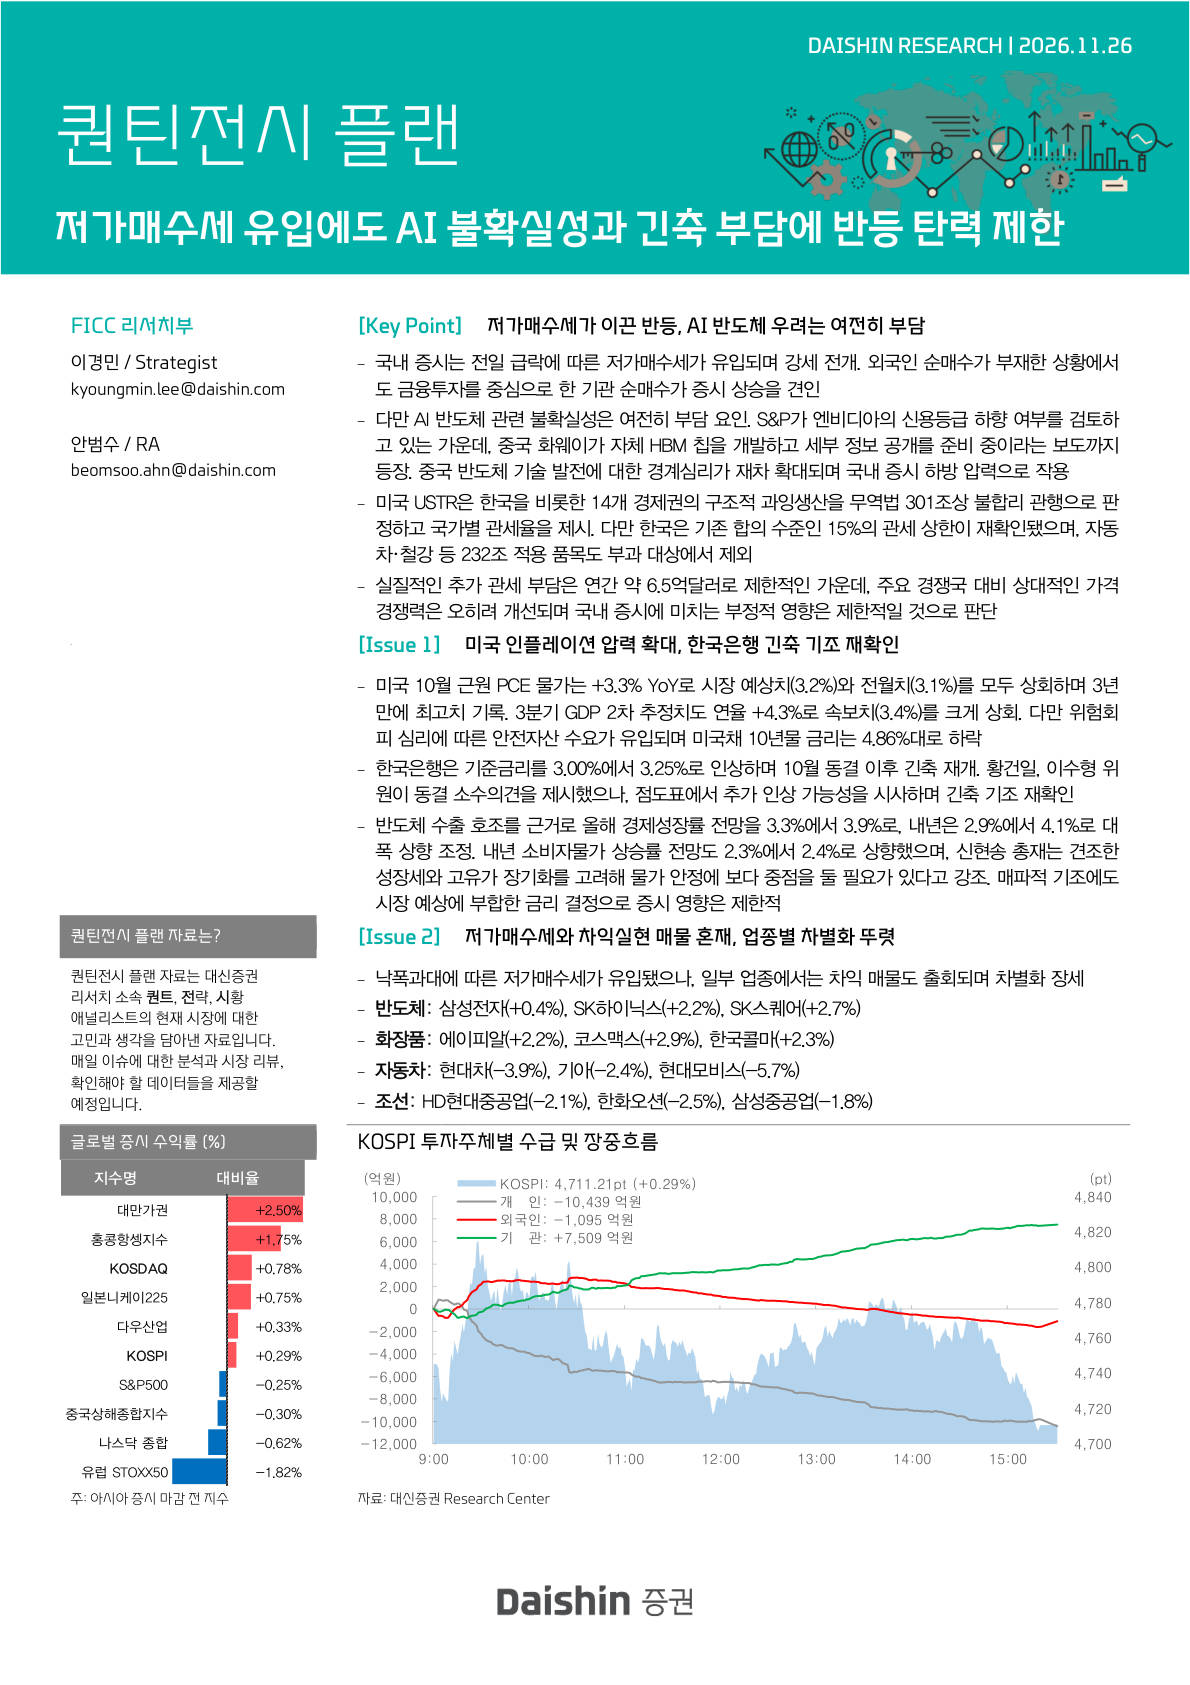 DAISHIN RESEARCH | 2026.11.26
퀀틴전시 플랜
저가매수세 유입에도 AI 불확실성과 긴축 부담에 반등 탄력 제한
FICC 리서치부
이경민 / Strategist
kyoungmin.lee@daishin.com
안범수 / RA
beomsoo.ahn@daishin.com
[Key Point] 저가매수세가 이끈 반등, AI 반도체 우려는 여전히 부담
– 국내 증시는 전일 급락에 따른 저가매수세가 유입되며 강세 전개. 외국인 순매수가 부재한 상황에서
도 금융투자를 중심으로 한 기관 순매수가 증시 상승을 견인
– 다만 AI 반도체 관련 불확실성은 여전히 부담 요인. S&P가 엔비디아의 신용등급 하향 여부를 검토하
고 있는 가운데, 중국 화웨이가 자체 HBM 칩을 개발하고 세부 정보 공개를 준비 중이라는 보도까지
등장. 중국 반도체 기술 발전에 대한 경계심리가 재차 확대되며 국내 증시 하방 압력으로 작용
– 미국 USTR은 한국을 비롯한 14개 경제권의 구조적 과잉생산을 무역법 301조상 불합리 관행으로 판
정하고 국가별 관세율을 제시. 다만 한국은 기존 합의 수준인 15%의 관세 상한이 재확인됐으며, 자동
차·철강 등 232조 적용 품목도 부과 대상에서 제외
– 실질적인 추가 관세 부담은 연간 약 6.5억달러로 제한적인 가운데, 주요 경쟁국 대비 상대적인 가격
경쟁력은 오히려 개선되며 국내 증시에 미치는 부정적 영향은 제한적일 것으로 판단
[Issue 1] 미국 인플레이션 압력 확대, 한국은행 긴축 기조 재확인
– 미국 10월 근원 PCE 물가는 +3.3% YoY로 시장 예상치(3.2%)와 전월치(3.1%)를 모두 상회하며 3년
만에 최고치 기록. 3분기 GDP 2차 추정치도 연율 +4.3%로 속보치(3.4%)를 크게 상회. 다만 위험회
피 심리에 따른 안전자산 수요가 유입되며 미국채 10년물 금리는 4.86%대로 하락
– 한국은행은 기준금리를 3.00%에서 3.25%로 인상하며 10월 동결 이후 긴축 재개. 황건일, 이수형 위
원이 동결 소수의견을 제시했으나, 점도표에서 추가 인상 가능성을 시사하며 긴축 기조 재확인
– 반도체 수출 호조를 근거로 올해 경제성장률 전망을 3.3%에서 3.9%로, 내년은 2.9%에서 4.1%로 대
폭 상향 조정. 내년 소비자물가 상승률 전망도 2.3%에서 2.4%로 상향했으며, 신현송 총재는 견조한
성장세와 고유가 장기화를 고려해 물가 안정에 보다 중점을 둘 필요가 있다고 강조. 매파적 기조에도
시장 예상에 부합한 금리 결정으로 증시 영향은 제한적
[Issue 2] 저가매수세와 차익실현 매물 혼재, 업종별 차별화 뚜렷
– 낙폭과대에 따른 저가매수세가 유입됐으나, 일부 업종에서는 차익 매물도 출회되며 차별화 장세
– 반도체: 삼성전자(+0.4%), SK하이닉스(+2.2%), SK스퀘어(+2.7%)
– 화장품: 에이피알(+2.2%), 코스맥스(+2.9%), 한국콜마(+2.3%)
– 자동차: 현대차(−3.9%), 기아(−2.4%), 현대모비스(−5.7%)
– 조선: HD현대중공업(−2.1%), 한화오션(−2.5%), 삼성중공업(−1.8%)
퀀틴전시 플랜 자료는?
퀀틴전시 플랜 자료는 대신증권
리서치 소속 퀀트, 전략, 시황
애널리스트의 현재 시장에 대한
고민과 생각을 담아낸 자료입니다.
매일 이슈에 대한 분석과 시장 리뷰,
확인해야 할 데이터들을 제공할
예정입니다.
글로벌 증시 수익률 (%)
지수명 대비율
대만가권 +2.50%
홍콩항셍지수 +1.75%
KOSDAQ +0.78%
일본니케이225 +0.75%
다우산업 +0.33%
KOSPI +0.29%
S&P500 −0.25%
중국상해종합지수 −0.30%
나스닥 종합 −0.62%
유럽 STOXX50 −1.82%
주: 아시아 증시 마감 전 지수
KOSPI 투자주체별 수급 및 장중흐름
(억원) (pt)
KOSPI: 4,711.21pt (+0.29%)
개 인: −10,439 억원
외국인: −1,095 억원
기 관: +7,509 억원
10,000
8,000
6,000
4,000
2,000
0
−2,000
−4,000
−6,000
−8,000
−10,000
−12,000
4,840
4,820
4,800
4,780
4,760
4,740
4,720
4,700
9:00 10:00 11:00 12:00 13:00 14:00 15:00
자료: 대신증권 Research Center
Daishin 증권